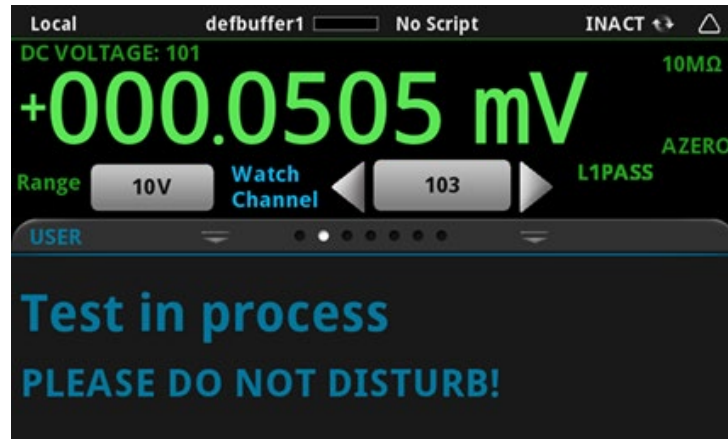 Local defbuffer1 No Script INACT
DC VOLTAGE: 101
10MΩ
+000.0505 mV
AZERO
Range 10V Watch Channel 103 L1PASS
USER
Test in process
PLEASE DO NOT DISTURB!